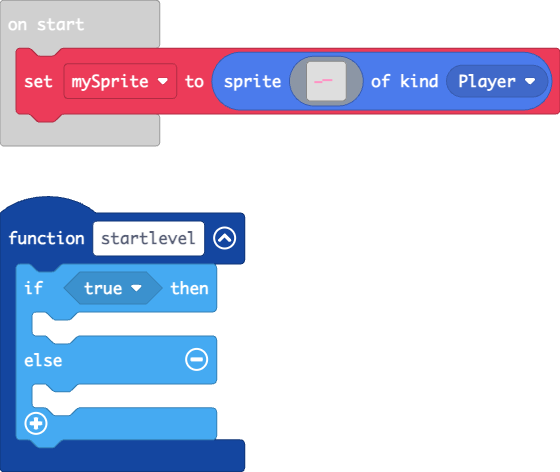 on start
set mySprite to sprite of kind Player
function startlevel
if true then
else